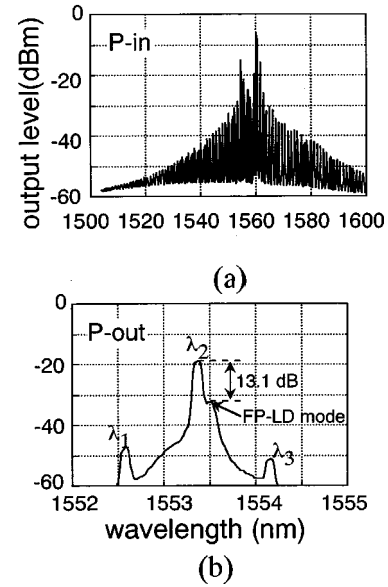 0
P-in
-20
-40
-60
output level(dBm)
1500 1520 1540 1560 1580 1600
(a)
0
P-out
λ2
-20
13.1 dB
FP-LD mode
-40
λ1
λ3
-60
1552 1553 1554 1555
wavelength (nm)
(b)